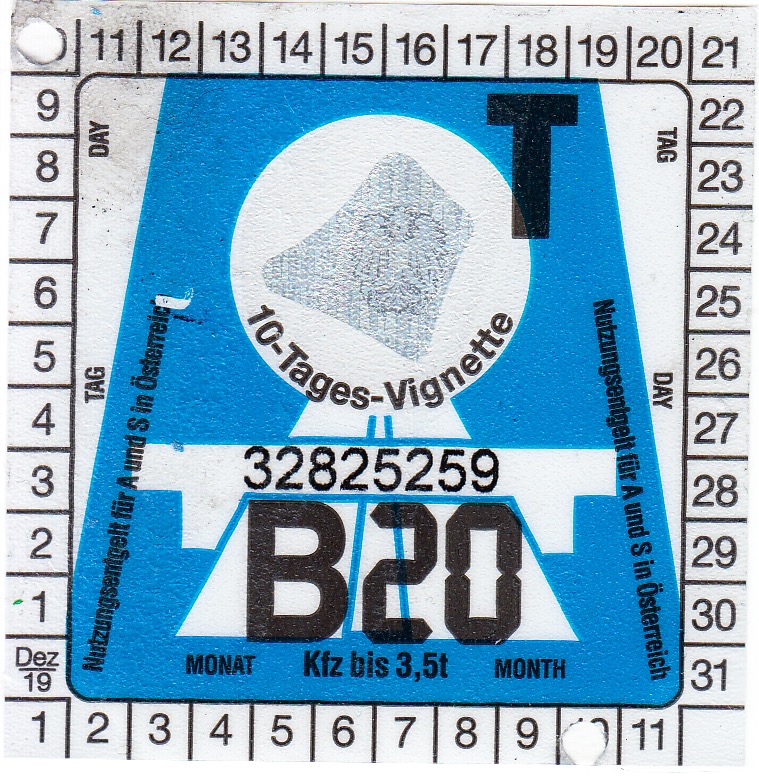 11 12 13 14 15 16 17 18 19 20 21
9
8
7
6
5
4
3
2
1
Dez
19
22
23
24
25
26
27
28
29
30
31
DAY
TAG
T
TAG
DAY
10-Tages-Vignette
Nutzungsentgelt für A und S in Österreich
Nutzungsentgelt für A und S in Österreich
32825259
B20
MONAT Kfz bis 3,5t MONTH
1 2 3 4 5 6 7 8 9 11